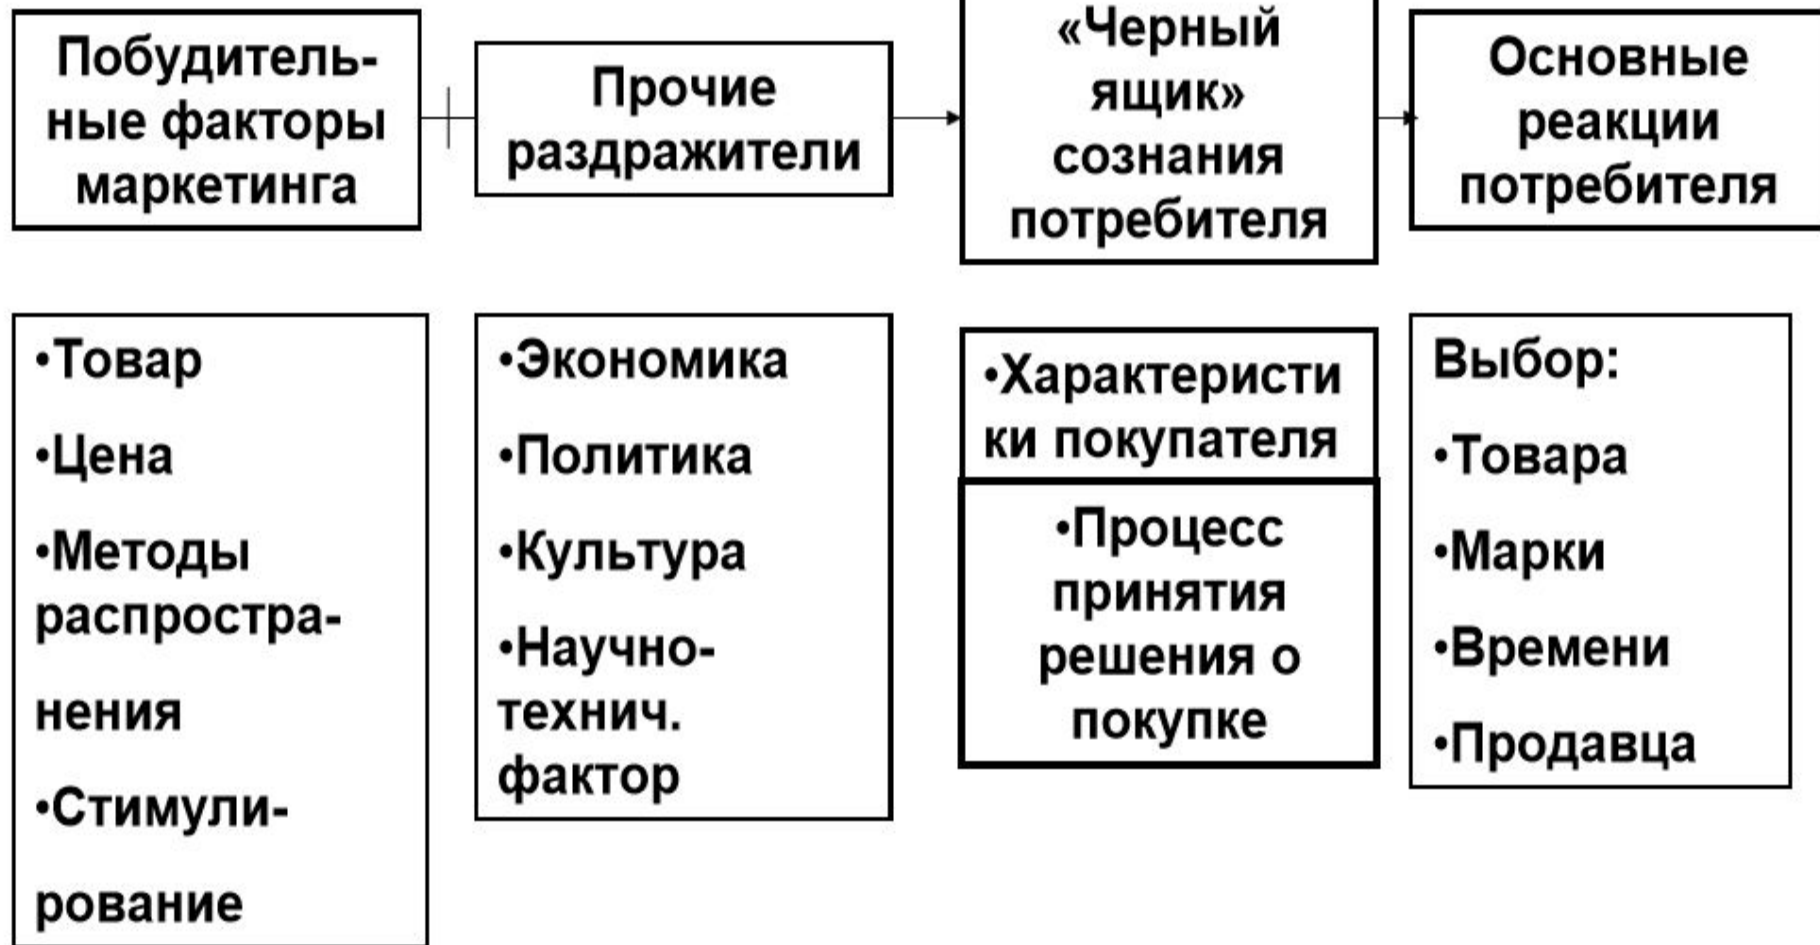 Побудитель-
ные факторы
маркетинга
Прочие
раздражители
«Черный
ящик»
сознания
потребителя
Основные
реакции
потребителя
•Товар
•Цена
•Методы
распростра-
нения
•Стимули-
рование
•Экономика
•Политика
•Культура
•Научно-
технич.
фактор
•Характеристи
ки покупателя
•Процесс
принятия
решения о
покупке
Выбор:
•Товара
•Марки
•Времени
•Продавца